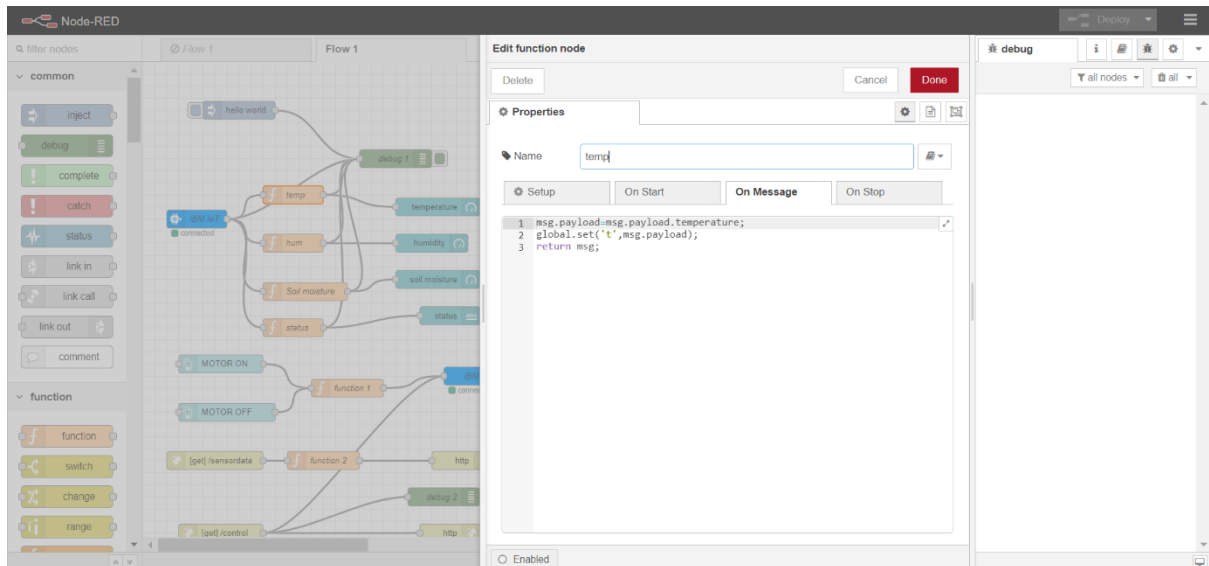 Node-RED
Deploy
filter nodes
common
inject
debug
complete
catch
status
link in
link call
link out
comment
function
function
switch
change
range
Flow 1
Flow 1
hello world
debug 1
temp
temperature
IBM IoT
connected
hum
humidity
Soil moisture
soil moisture
status
status
MOTOR ON
function 1
MOTOR OFF
[get] /sensordata
function 2
http
debug 2
[get] /control
http
Edit function node
Delete
Cancel
Done
Properties
Name
temp
Setup
On Start
On Message
On Stop
1 msg.payload=msg.payload.temperature;
2 global.set('t',msg.payload);
3 return msg;
Enabled
debug
i
all nodes
all